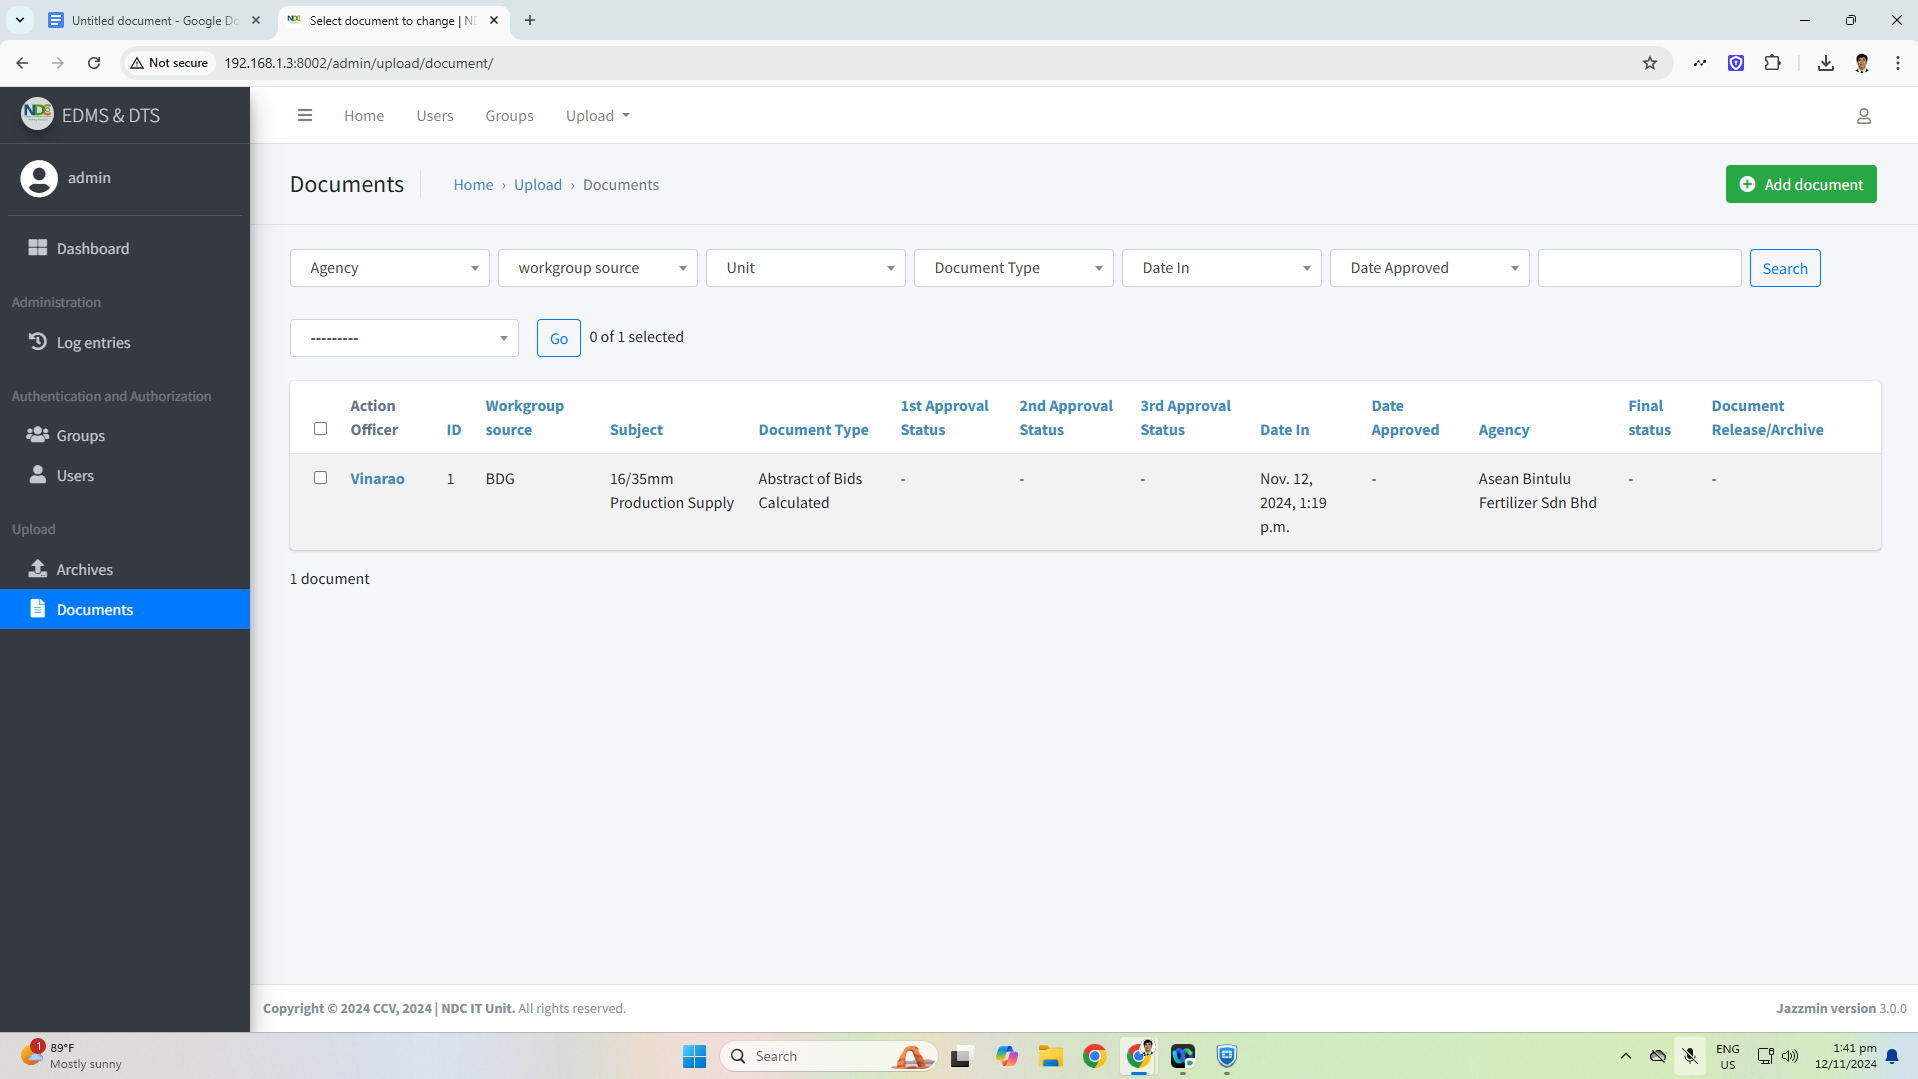 Untitled document - Google Do
Select document to change | ND
Not secure
192.168.1.3:8002/admin/upload/document/
NDC EDMS & DTS
Home Users Groups Upload
admin
Documents
Home › Upload › Documents
Add document
Dashboard
Administration
Log entries
Authentication and Authorization
Groups
Users
Upload
Archives
Documents
Agency workgroup source Unit Document Type Date In Date Approved Search
--------- Go 0 of 1 selected
Action Officer ID Workgroup source Subject Document Type 1st Approval Status 2nd Approval Status 3rd Approval Status Date In Date Approved Agency Final status Document Release/Archive
Vinarao 1 BDG 16/35mm Production Supply Abstract of Bids Calculated - - - Nov. 12, 2024, 1:19 p.m. - Asean Bintulu Fertilizer Sdn Bhd - -
1 document
Copyright © 2024 CCV, 2024 | NDC IT Unit. All rights reserved.
Jazzmin version 3.0.0
1
89°F
Mostly sunny
Search
ENG
US
1:41 pm
12/11/2024